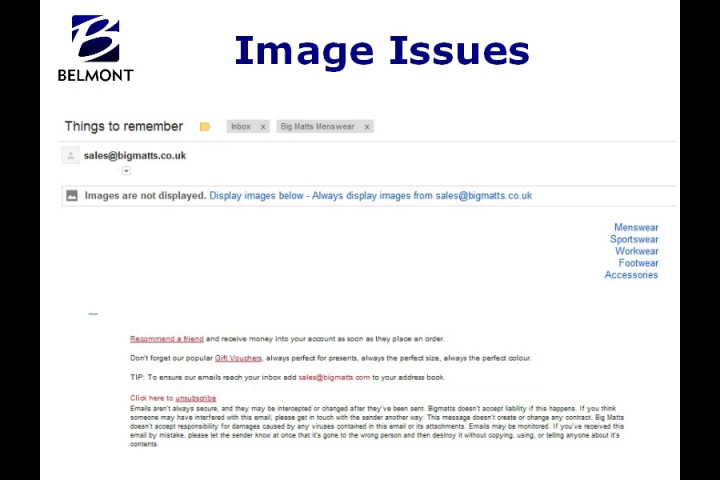 BELMONT
Image Issues
Things to remember
Inbox x
Big Matts Menswear x
sales@bigmatts.co.uk
Images are not displayed. Display images below - Always display images from sales@bigmatts.co.uk
Menswear
Sportswear
Workwear
Footwear
Accessories
Recommend a friend and receive money into your account as soon as they place an order.
Don't forget our popular Gift Vouchers, always perfect for presents, always the perfect size, always the perfect colour.
TIP: To ensure our emails reach your inbox add sales@bigmatts.com to your address book.
Click here to unsubscribe
Emails aren't always secure, and they may be intercepted or changed after they've been sent. Bigmatts doesn't accept liability if this happens. If you think
someone may have interfered with this email, please get in touch with the sender another way. This message doesn't create or change any contract. Big Matts
doesn't accept responsibility for damages caused by any viruses contained in this email or its attachments. Emails may be monitored. If you've received this
email by mistake, please let the sender know at once that it's gone to the wrong person and then destroy it without copying, using, or telling anyone about it's
contents.